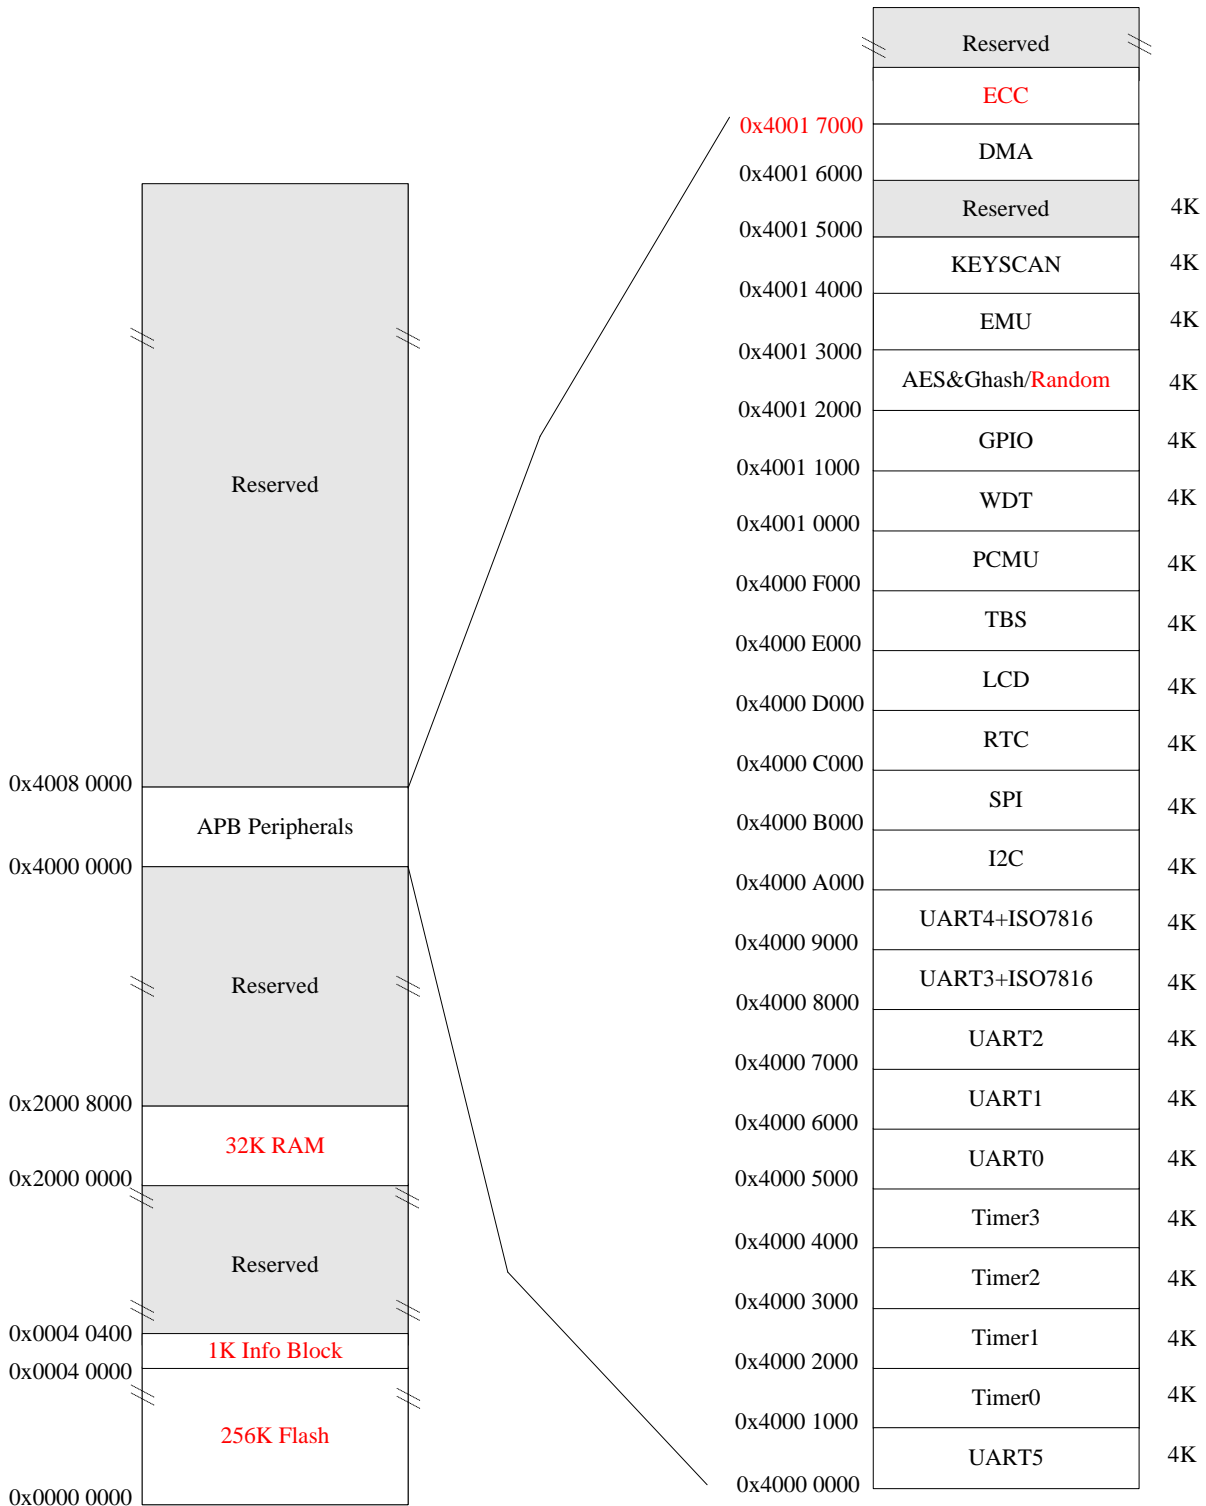 Reserved
0x4008 0000
APB Peripherals
0x4000 0000
Reserved
0x2000 8000
32K RAM
0x2000 0000
Reserved
0x0004 0400
1K Info Block
0x0004 0000
256K Flash
0x0000 0000
Reserved
ECC
0x4001 7000
DMA
0x4001 6000
Reserved 4K
0x4001 5000
KEYSCAN 4K
0x4001 4000
EMU 4K
0x4001 3000
AES&Ghash/Random 4K
0x4001 2000
GPIO 4K
0x4001 1000
WDT 4K
0x4001 0000
PCMU 4K
0x4000 F000
TBS 4K
0x4000 E000
LCD 4K
0x4000 D000
RTC 4K
0x4000 C000
SPI 4K
0x4000 B000
I2C 4K
0x4000 A000
UART4+ISO7816 4K
0x4000 9000
UART3+ISO7816 4K
0x4000 8000
UART2 4K
0x4000 7000
UART1 4K
0x4000 6000
UART0 4K
0x4000 5000
Timer3 4K
0x4000 4000
Timer2 4K
0x4000 3000
Timer1 4K
0x4000 2000
Timer0 4K
0x4000 1000
UART5 4K
0x4000 0000